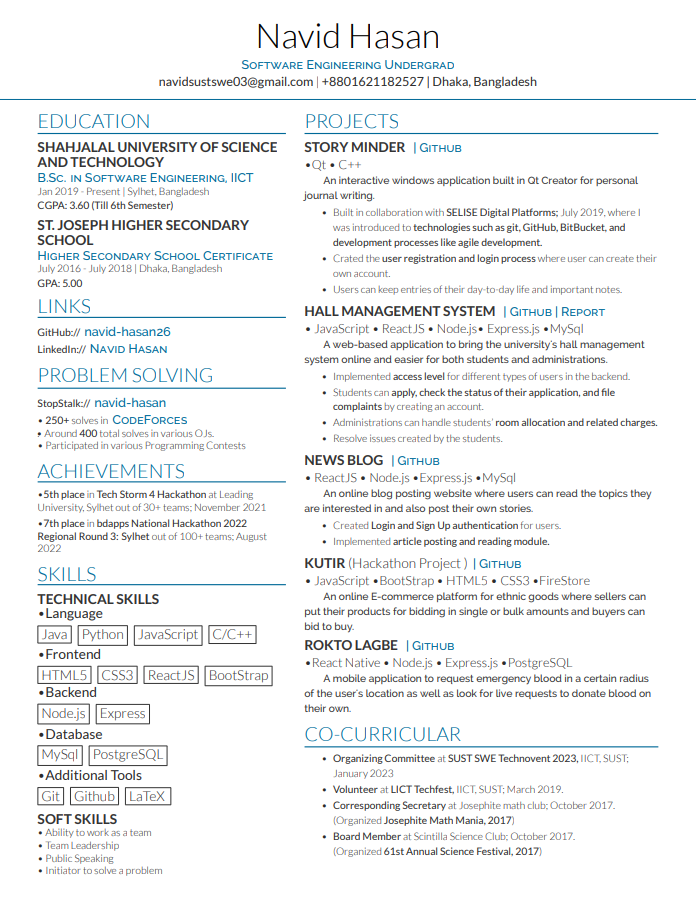 Navid Hasan
Software Engineering Undergrad
navidsustswe03@gmail.com | +8801621182527 | Dhaka, Bangladesh
EDUCATION
SHAHJALAL UNIVERSITY OF SCIENCE
AND TECHNOLOGY
B.Sc. in Software Engineering, IICT
Jan 2019 - Present | Sylhet, Bangladesh
CGPA: 3.60 (Till 6th Semester)
ST. JOSEPH HIGHER SECONDARY
SCHOOL
Higher Secondary School Certificate
July 2016 - July 2018 | Dhaka, Bangladesh
GPA: 5.00
LINKS
GitHub:// navid-hasan26
LinkedIn:// Navid Hasan
PROBLEM SOLVING
StopStalk:// navid-hasan
• 250+ solves in CodeForces
• Around 400 total solves in various OJs.
• Participated in various Programming Contests
ACHIEVEMENTS
•5th place in Tech Storm 4 Hackathon at Leading
University, Sylhet out of 30+ teams; November 2021
•7th place in bdapps National Hackathon 2022
Regional Round 3: Sylhet out of 100+ teams; August
2022
SKILLS
TECHNICAL SKILLS
•Language
Java Python JavaScript C/C++
•Frontend
HTML5 CSS3 ReactJS BootStrap
•Backend
Node.js Express
•Database
MySql PostgreSQL
•Additional Tools
Git Github LaTeX
SOFT SKILLS
• Ability to work as a team
• Team Leadership
• Public Speaking
• Initiator to solve a problem
PROJECTS
STORY MINDER | Github
•Qt • C++
An interactive windows application built in Qt Creator for personal
journal writing.
• Built in collaboration with SELISE Digital Platforms; July 2019, where I
was introduced to technologies such as git, GitHub, BitBucket, and
development processes like agile development.
• Crated the user registration and login process where user can create their
own account.
• Users can keep entries of their day-to-day life and important notes.
HALL MANAGEMENT SYSTEM | Github | Report
• JavaScript • ReactJS • Node.js• Express.js •MySql
A web-based application to bring the university's hall management
system online and easier for both students and administrations.
• Implemented access level for different types of users in the backend.
• Students can apply, check the status of their application, and file
complaints by creating an account.
• Administrations can handle students' room allocation and related charges.
• Resolve issues created by the students.
NEWS BLOG | Github
• ReactJS • Node.js •Express.js •MySql
An online blog posting website where users can read the topics they
are interested in and also post their own stories.
• Created Login and Sign Up authentication for users.
• Implemented article posting and reading module.
KUTIR (Hackathon Project ) | Github
• JavaScript •BootStrap • HTML5 • CSS3 •FireStore
An online E-commerce platform for ethnic goods where sellers can
put their products for bidding in single or bulk amounts and buyers can
bid to buy.
ROKTO LAGBE | Github
•React Native • Node.js • Express.js •PostgreSQL
A mobile application to request emergency blood in a certain radius
of the user's location as well as look for live requests to donate blood on
their own.
CO-CURRICULAR
• Organizing Committee at SUST SWE Technovent 2023, IICT, SUST;
January 2023
• Volunteer at LICT Techfest, IICT, SUST; March 2019.
• Corresponding Secretary at Josephite math club; October 2017.
(Organized Josephite Math Mania, 2017)
• Board Member at Scintilla Science Club; October 2017.
(Organized 61st Annual Science Festival, 2017)